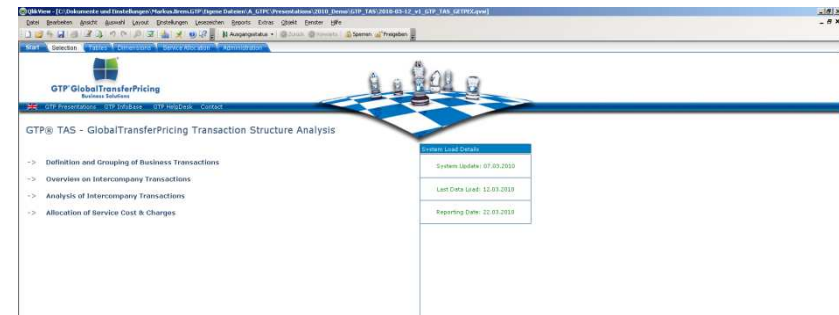 QlikView - [C:\Dokumente und Einstellungen\Markus.Brem.GTP\Eigene Dateien\A_GTPC\Presentations\2010_Demo\GTP_TAS\2010-03-12_v1_GTP_TAS_GETPIX.qvw]
Datei Bearbeiten Ansicht Auswahl Layout Einstellungen Lesezeichen Reports Extras Objekt Fenster Hilfe
Ausgangsstatus Zurück Vorwärts Sperren Freigeben
Start Selection Tables Dimensions Service Allocation Administration
GTP® GlobalTransferPricing
Business Solutions
GTP Presentations GTP InfoBase GTP HelpDesk Contact
GTP® TAS - GlobalTransferPricing Transaction Structure Analysis
-> Definition and Grouping of Business Transactions
-> Overview on Intercompany Transactions
-> Analysis of Intercompany Transactions
-> Allocation of Service Cost & Charges
System Load Details
System Update: 07.03.2010
Last Data Load: 12.03.2010
Reporting Date: 22.03.2010